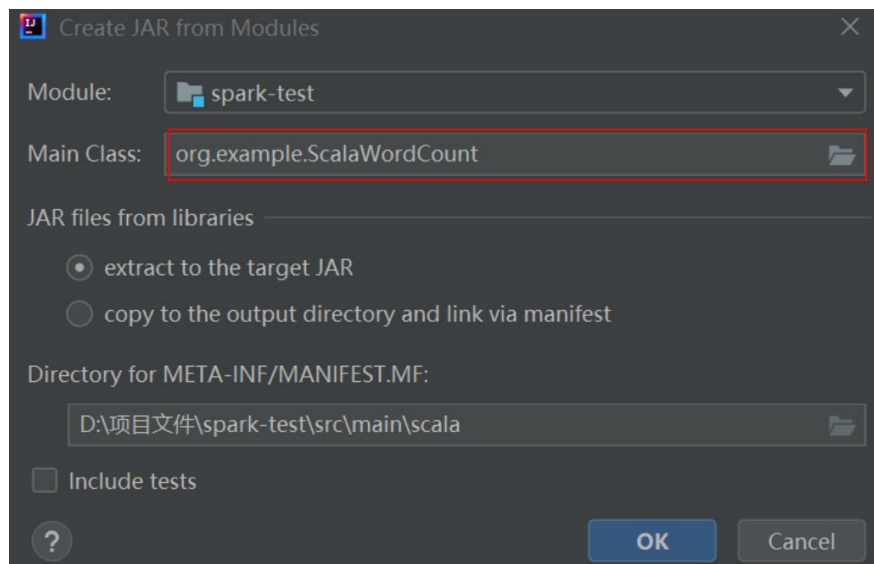 Create JAR from Modules
Module: spark-test
Main Class: org.example.ScalaWordCount
JAR files from libraries
extract to the target JAR
copy to the output directory and link via manifest
Directory for META-INF/MANIFEST.MF:
D:\项目文件\spark-test\src\main\scala
Include tests
? OK Cancel